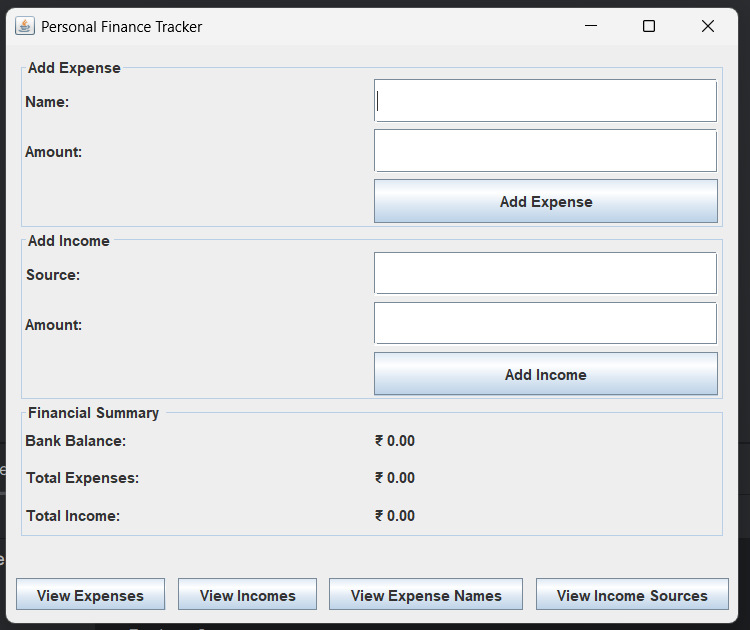 Personal Finance Tracker
Add Expense
Name:
Amount:
Add Expense
Add Income
Source:
Amount:
Add Income
Financial Summary
Bank Balance: ₹ 0.00
Total Expenses: ₹ 0.00
Total Income: ₹ 0.00
View Expenses View Incomes View Expense Names View Income Sources